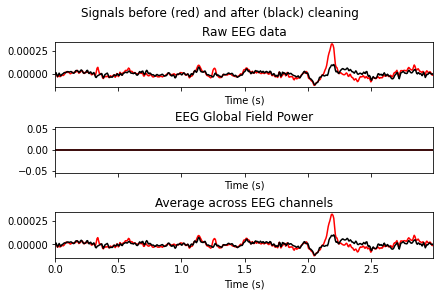 Signals before (red) and after (black) cleaning
Raw EEG data
0.00025
0.00000
Time (s)
EEG Global Field Power
0.05
0.00
−0.05
Time (s)
Average across EEG channels
0.00025
0.00000
0.0 0.5 1.0 1.5 2.0 2.5
Time (s)